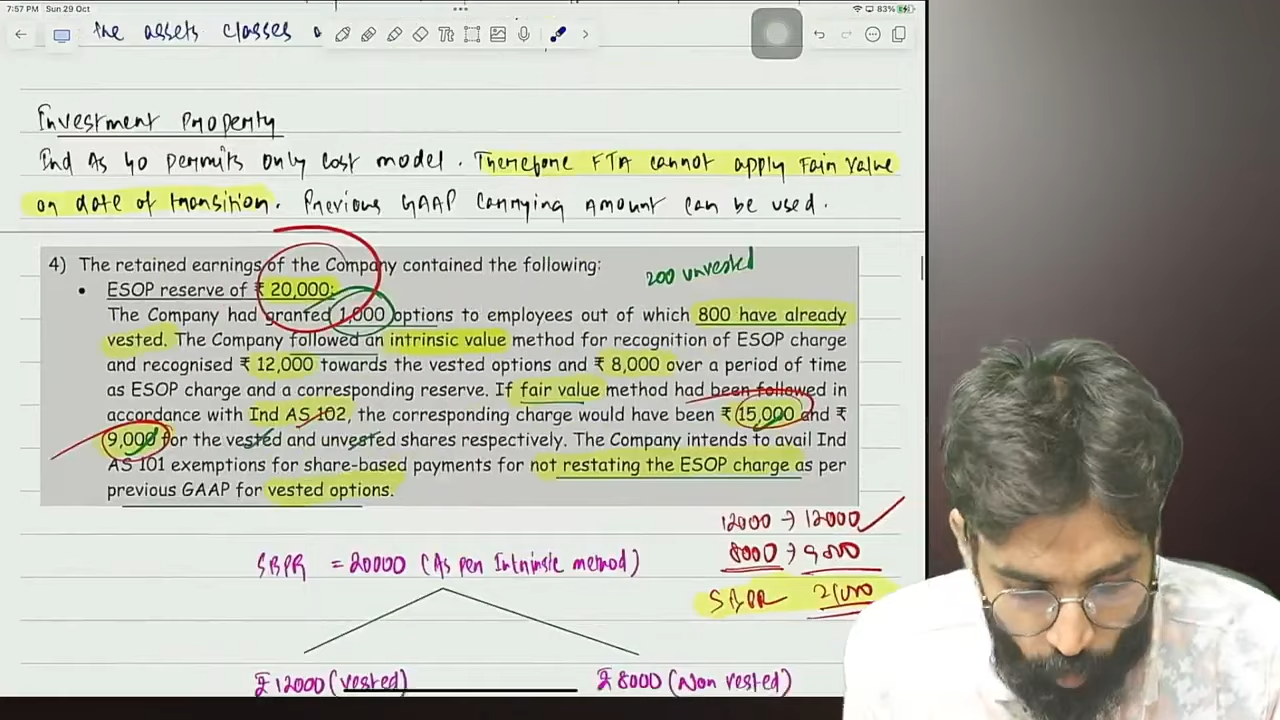 7:57 PM Sun 29 Oct
83%
the assets classes
Investment Property
Ind As 40 permits only cost model. Therefore FTA cannot apply Fair value
on date of transition. Previous GAAP Carrying Amount can be used.
4) The retained earnings of the Company contained the following:
200 unvested
• ESOP reserve of ₹ 20,000:
The Company had granted 1,000 options to employees out of which 800 have already
vested. The Company followed an intrinsic value method for recognition of ESOP charge
and recognised ₹ 12,000 towards the vested options and ₹ 8,000 over a period of time
as ESOP charge and a corresponding reserve. If fair value method had been followed in
accordance with Ind AS 102, the corresponding charge would have been ₹ 15,000 and ₹
9,000 for the vested and unvested shares respectively. The Company intends to avail Ind
AS 101 exemptions for share-based payments for not restating the ESOP charge as per
previous GAAP for vested options.
12000 → 12000
8000 → 9000
SBPR = 20000 (As per Intrinsic method)
SBPR 21000
₹12000 (vested) ₹8000 (Non vested)